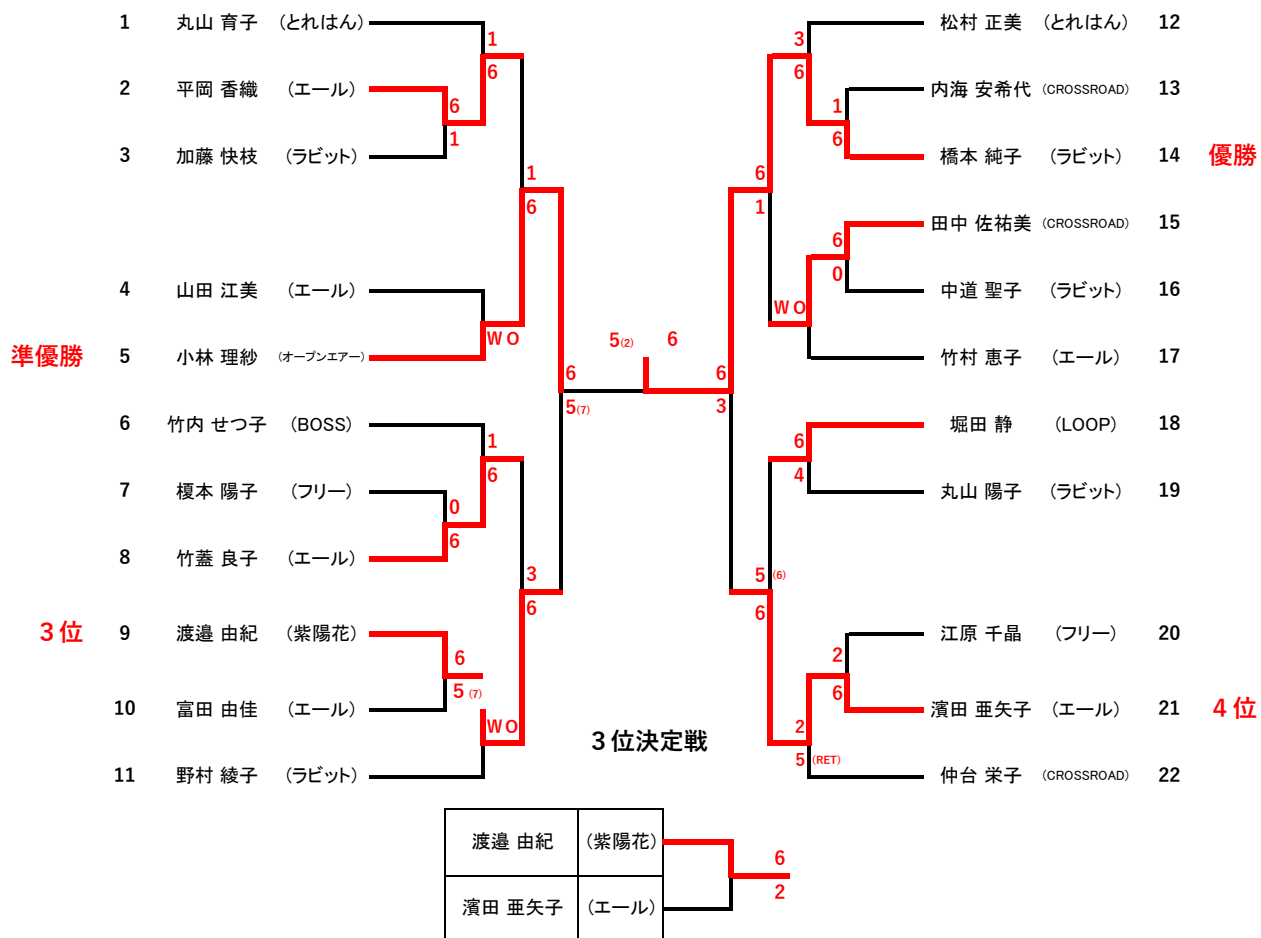 1 丸山 育子 (とれはん)
1
6
2 平岡 香織 (エール)
6
1
3 加藤 快枝 (ラビット)
1
6
4 山田 江美 (エール)
WO
準優勝 5 小林 理紗 (オープンエアー)
6
5(7)
6 竹内 せつ子 (BOSS)
1
6
7 榎本 陽子 (フリー)
0
6
8 竹蓋 良子 (エール)
3
6
3位 9 渡邉 由紀 (紫陽花)
6
5(7)
10 富田 由佳 (エール)
WO
11 野村 綾子 (ラビット)
5(2) 6
松村 正美 (とれはん) 12
3
6
内海 安希代 (CROSSROAD) 13
1
6
橋本 純子 (ラビット) 14 優勝
6
1
田中 佐祐美 (CROSSROAD) 15
6
0
中道 聖子 (ラビット) 16
WO
竹村 恵子 (エール) 17
6
3
堀田 静 (LOOP) 18
6
4
丸山 陽子 (ラビット) 19
5(6)
6
江原 千晶 (フリー) 20
2
6
濱田 亜矢子 (エール) 21 4位
2
5(RET)
仲台 栄子 (CROSSROAD) 22
3位決定戦
渡邉 由紀 (紫陽花)
6
2
濱田 亜矢子 (エール)